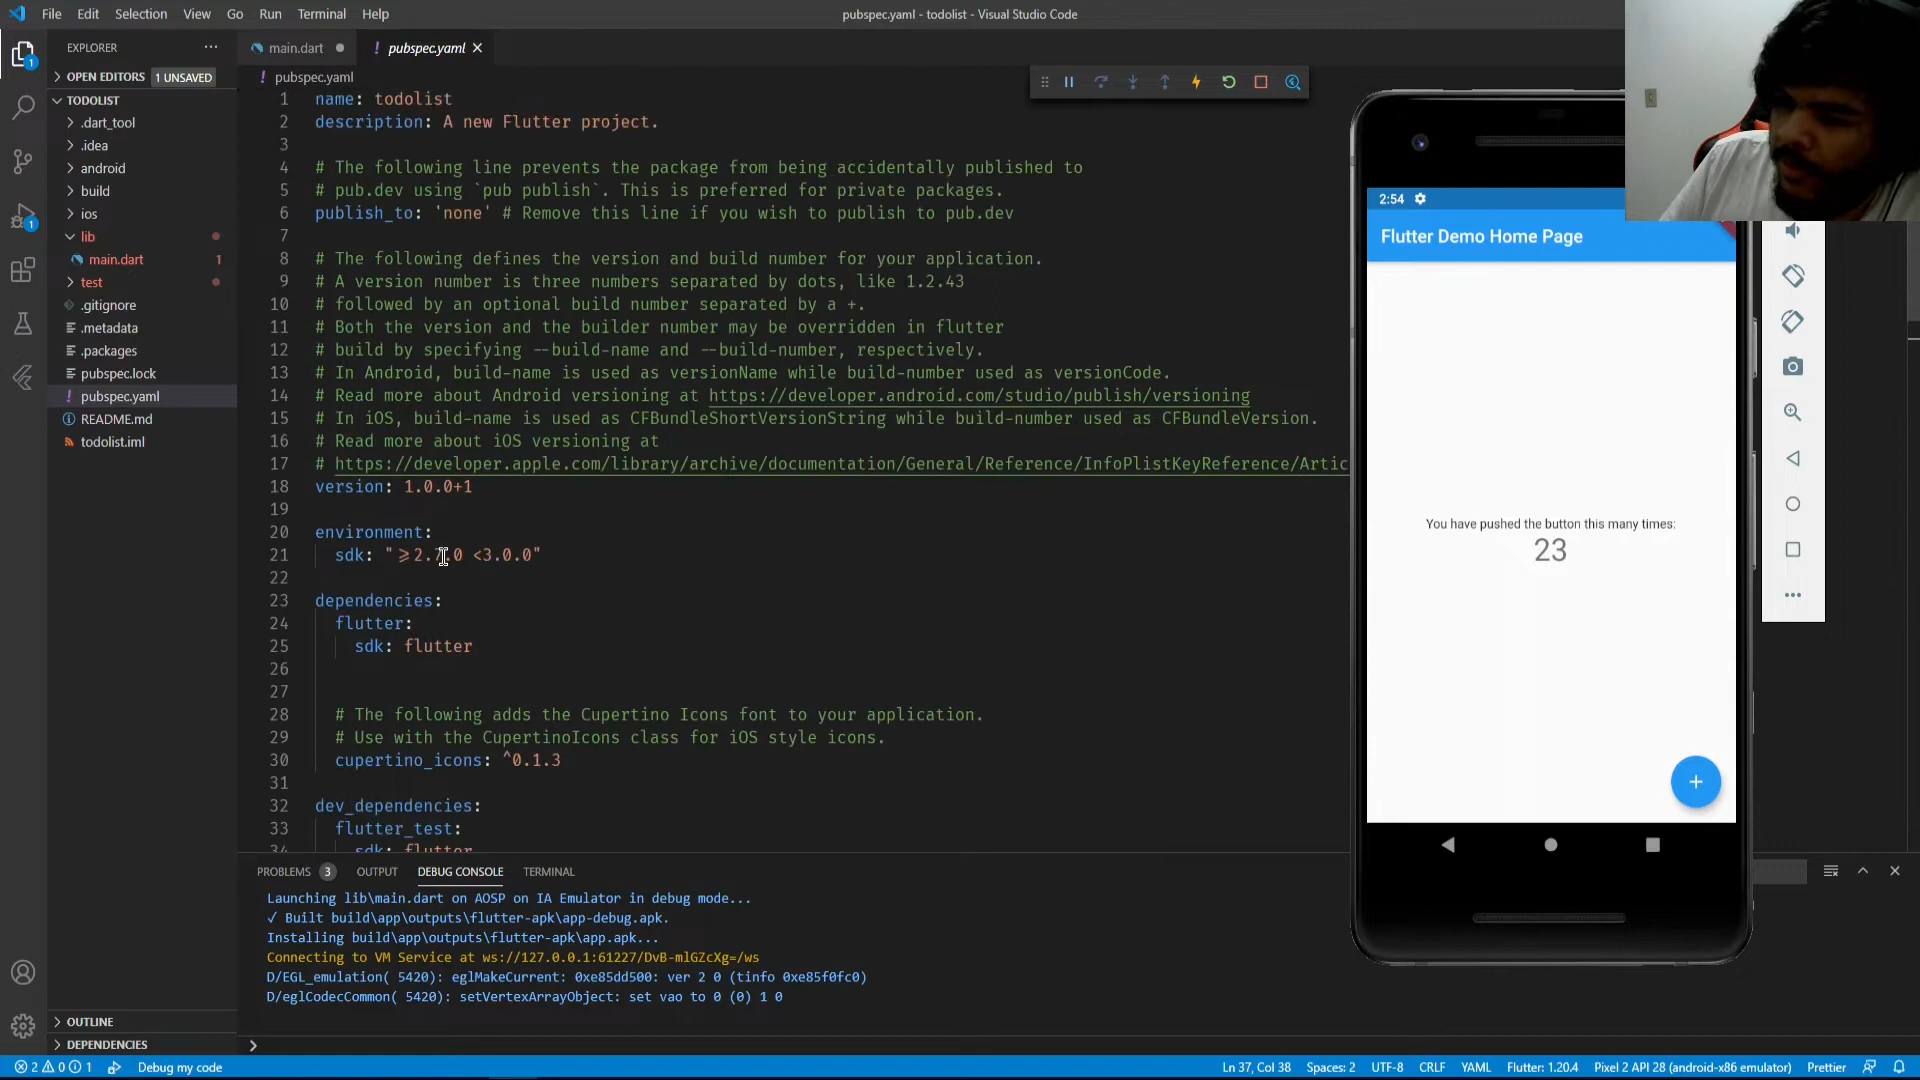 File Edit Selection View Go Run Terminal Help
pubspec.yaml - todolist - Visual Studio Code
EXPLORER
OPEN EDITORS 1 UNSAVED
TODOLIST
.dart_tool
.idea
android
build
ios
lib
main.dart 1
test
.gitignore
.metadata
.packages
pubspec.lock
pubspec.yaml
README.md
todolist.iml
OUTLINE
DEPENDENCIES
1
1
main.dart
! pubspec.yaml
! pubspec.yaml
1 name: todolist
2 description: A new Flutter project.
3
4 # The following line prevents the package from being accidentally published to
5 # pub.dev using `pub publish`. This is preferred for private packages.
6 publish_to: 'none' # Remove this line if you wish to publish to pub.dev
7
8 # The following defines the version and build number for your application.
9 # A version number is three numbers separated by dots, like 1.2.43
10 # followed by an optional build number separated by a +.
11 # Both the version and the builder number may be overridden in flutter
12 # build by specifying --build-name and --build-number, respectively.
13 # In Android, build-name is used as versionName while build-number used as versionCode.
14 # Read more about Android versioning at https://developer.android.com/studio/publish/versioning
15 # In iOS, build-name is used as CFBundleShortVersionString while build-number used as CFBundleVersion.
16 # Read more about iOS versioning at
17 # https://developer.apple.com/library/archive/documentation/General/Reference/InfoPlistKeyReference/Artic
18 version: 1.0.0+1
19
20 environment:
21 sdk: ">=2.7.0 <3.0.0"
22
23 dependencies:
24 flutter:
25 sdk: flutter
26
27
28 # The following adds the Cupertino Icons font to your application.
29 # Use with the CupertinoIcons class for iOS style icons.
30 cupertino_icons: ^0.1.3
31
32 dev_dependencies:
33 flutter_test:
34 sdk: flutter
2:54
Flutter Demo Home Page
You have pushed the button this many times:
23
PROBLEMS 3 OUTPUT DEBUG CONSOLE TERMINAL
Launching lib\main.dart on AOSP on IA Emulator in debug mode...
✓ Built build\app\outputs\flutter-apk\app-debug.apk.
Installing build\app\outputs\flutter-apk\app.apk...
Connecting to VM Service at ws://127.0.0.1:61227/DvB-mlGZcXg=/ws
D/EGL_emulation( 5420): eglMakeCurrent: 0xe85dd500: ver 2 0 (tinfo 0xe85f0fc0)
D/eglCodecCommon( 5420): setVertexArrayObject: set vao to 0 (0) 1 0
2 0 1 Debug my code Ln 37, Col 38 Spaces: 2 UTF-8 CRLF YAML Flutter: 1.20.4 Pixel 2 API 28 (android-x86 emulator) Prettier